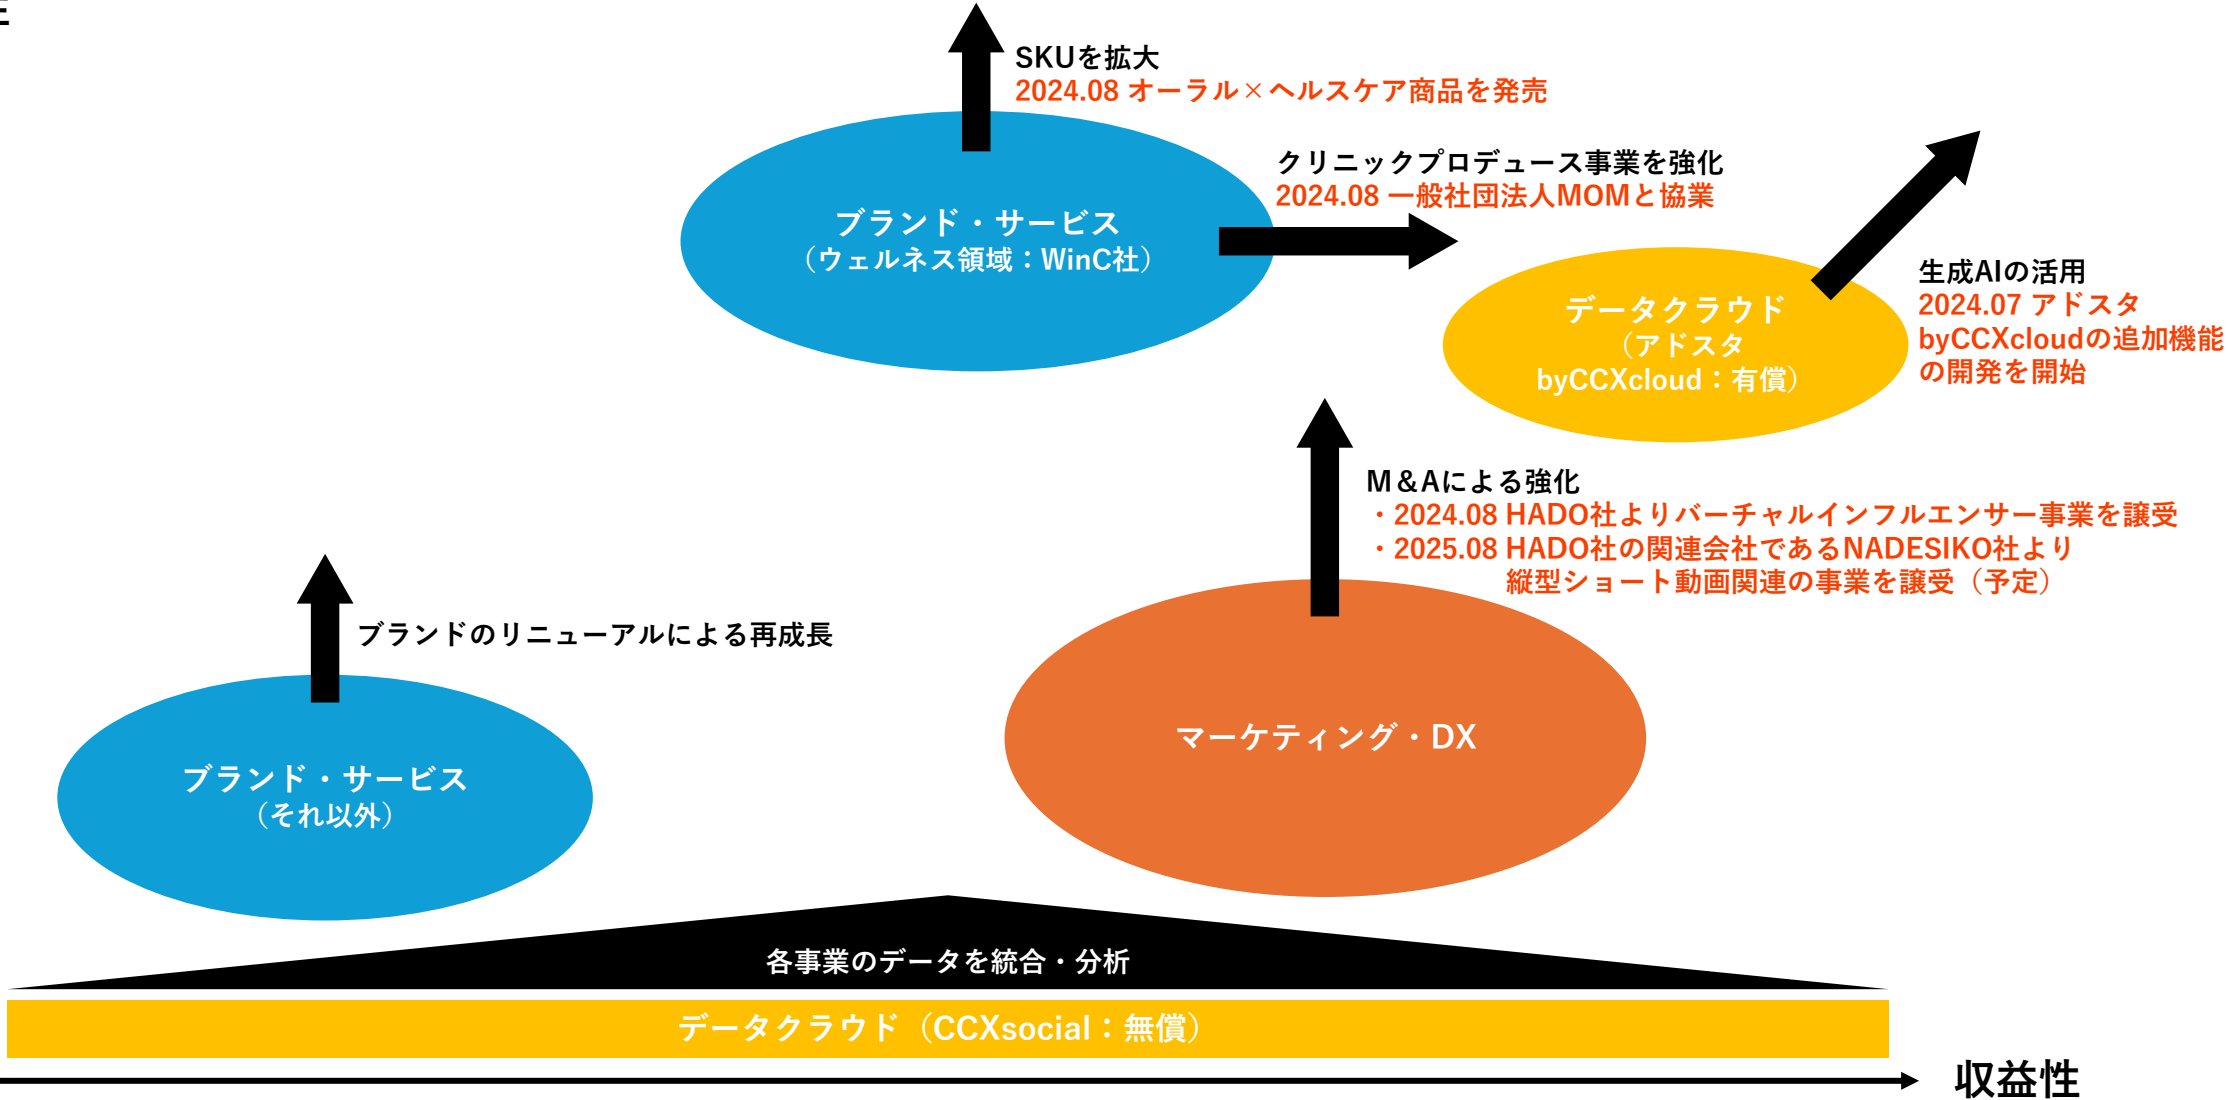 SKUを拡大
2024.08 オーラル×ヘルスケア商品を発売
クリニックプロデュース事業を強化
2024.08 一般社団法人MOMと協業
ブランド・サービス
（ウェルネス領域：WinC社）
生成AIの活用
2024.07 アドスタ
byCCXcloudの追加機能
の開発を開始
データクラウド
（アドスタ
byCCXcloud：有償）
M＆Aによる強化
・2024.08 HADO社よりバーチャルインフルエンサー事業を譲受
・2025.08 HADO社の関連会社であるNADESIKO社より
縦型ショート動画関連の事業を譲受（予定）
ブランドのリニューアルによる再成長
マーケティング・DX
ブランド・サービス
（それ以外）
各事業のデータを統合・分析
データクラウド（CCXsocial：無償）
収益性